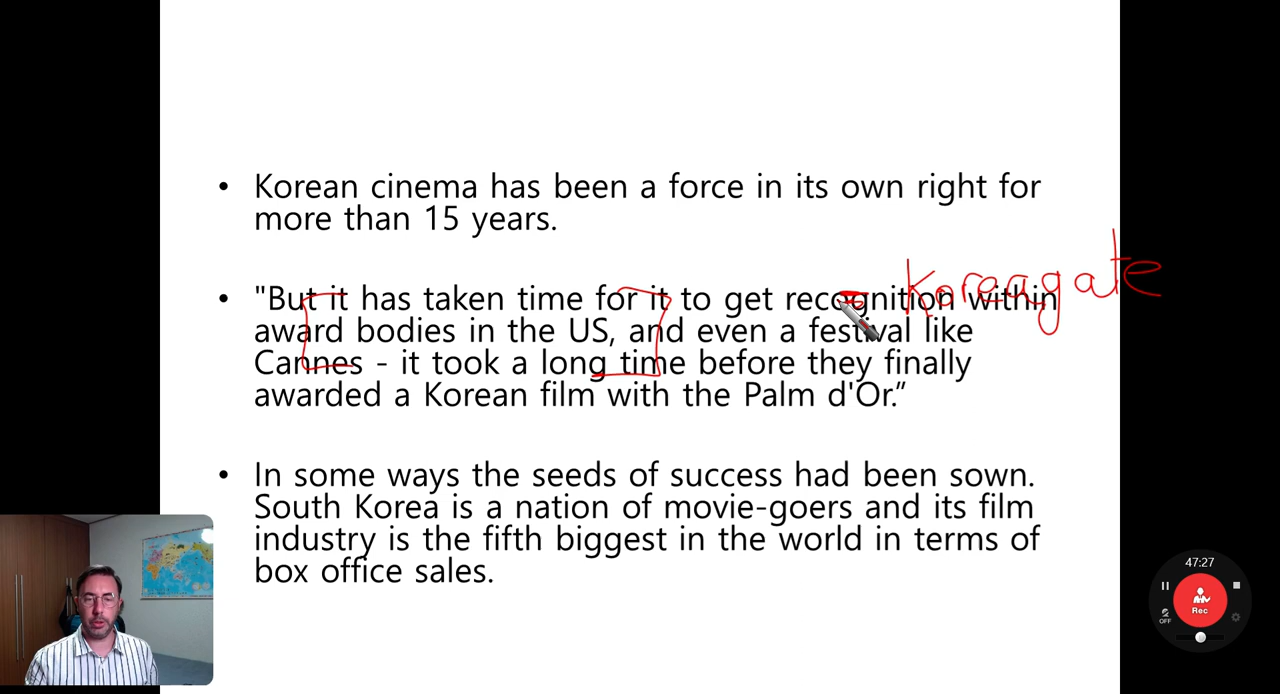 • Korean cinema has been a force in its own right for
more than 15 years.
Koreagate
• "But it has taken time for it to get recognition within
award bodies in the US, and even a festival like
Cannes - it took a long time before they finally
awarded a Korean film with the Palm d'Or.”
• In some ways the seeds of success had been sown.
South Korea is a nation of movie-goers and its film
industry is the fifth biggest in the world in terms of
box office sales.
47:27
Rec
OFF